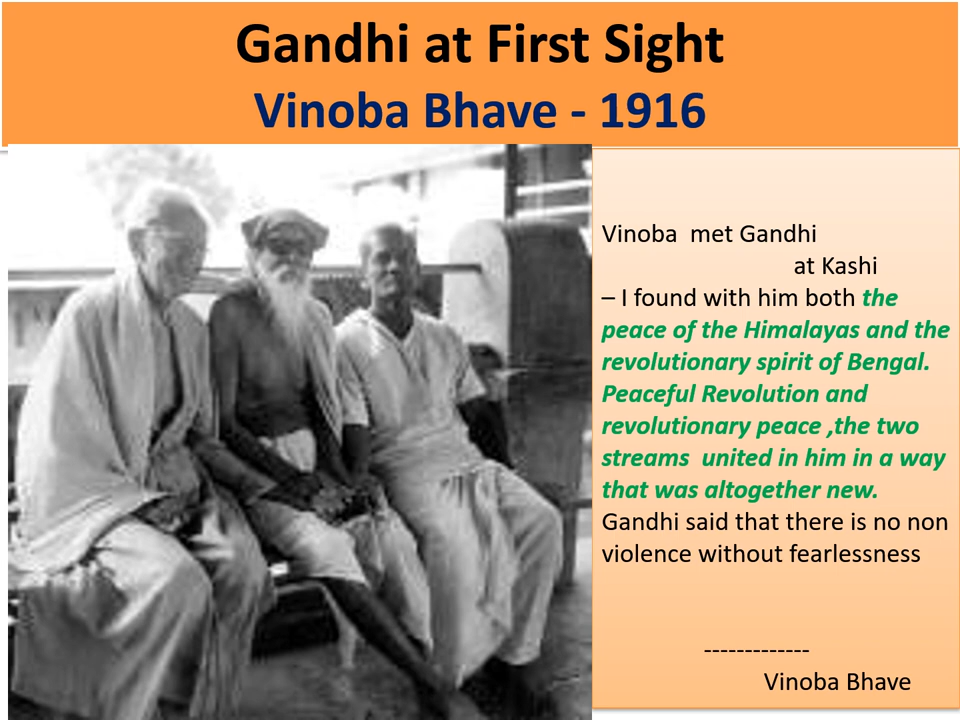 Gandhi at First Sight
Vinoba Bhave - 1916
Vinoba  met Gandhi
at Kashi
– I found with him both the
peace of the Himalayas and the
revolutionary spirit of Bengal.
Peaceful Revolution and
revolutionary peace ,the two
streams  united in him in a way
that was altogether new.
Gandhi said that there is no non
violence without fearlessness
-------------
Vinoba Bhave